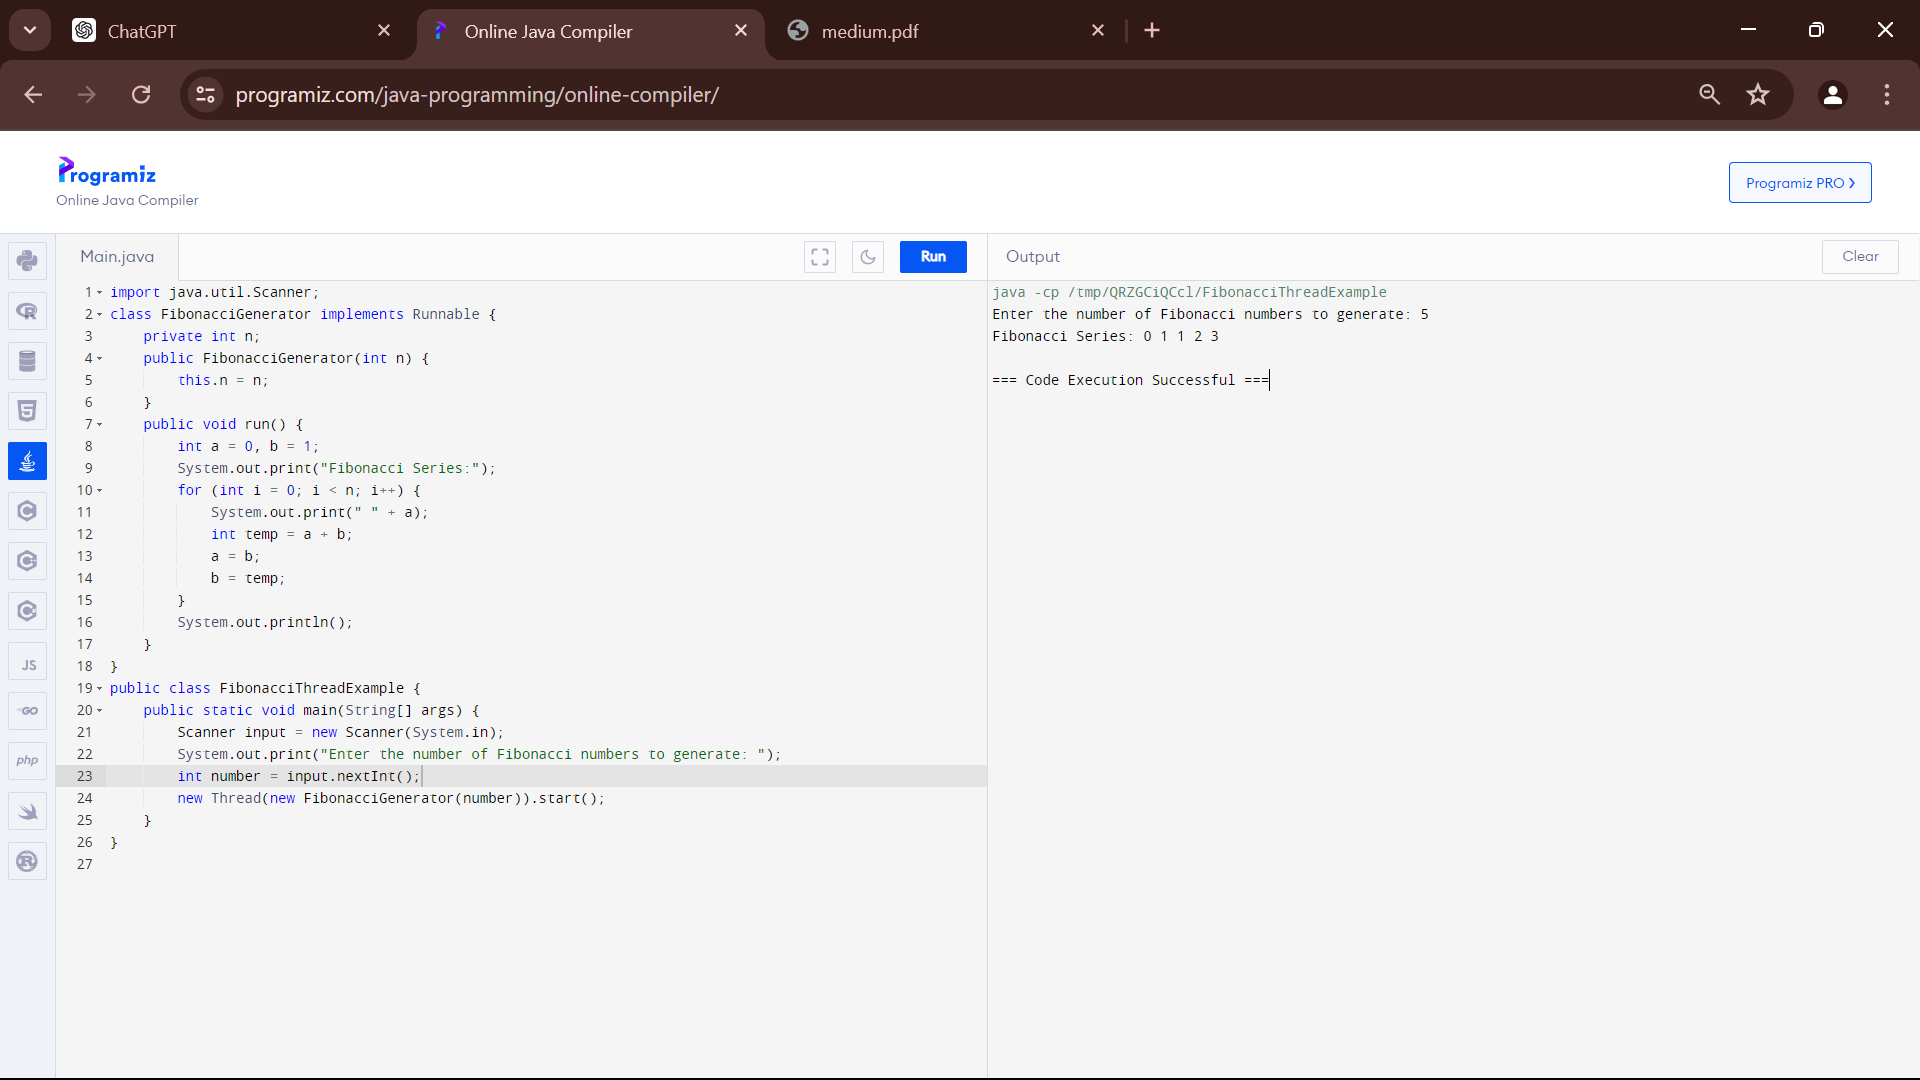 ChatGPT
Online Java Compiler
medium.pdf
programiz.com/java-programming/online-compiler/
Programiz
Online Java Compiler
Programiz PRO ❯
Main.java
Run
Output
Clear
1 import java.util.Scanner;
2 class FibonacciGenerator implements Runnable {
3     private int n;
4     public FibonacciGenerator(int n) {
5         this.n = n;
6     }
7     public void run() {
8         int a = 0, b = 1;
9         System.out.print("Fibonacci Series:");
10         for (int i = 0; i < n; i++) {
11             System.out.print(" " + a);
12             int temp = a + b;
13             a = b;
14             b = temp;
15         }
16         System.out.println();
17     }
18 }
19 public class FibonacciThreadExample {
20     public static void main(String[] args) {
21         Scanner input = new Scanner(System.in);
22         System.out.print("Enter the number of Fibonacci numbers to generate: ");
23         int number = input.nextInt();
24         new Thread(new FibonacciGenerator(number)).start();
25     }
26 }
27
java -cp /tmp/QRZGCiQCcl/FibonacciThreadExample
Enter the number of Fibonacci numbers to generate: 5
Fibonacci Series: 0 1 1 2 3
=== Code Execution Successful ===
R
5
C
C
C
JS
GO
php
R